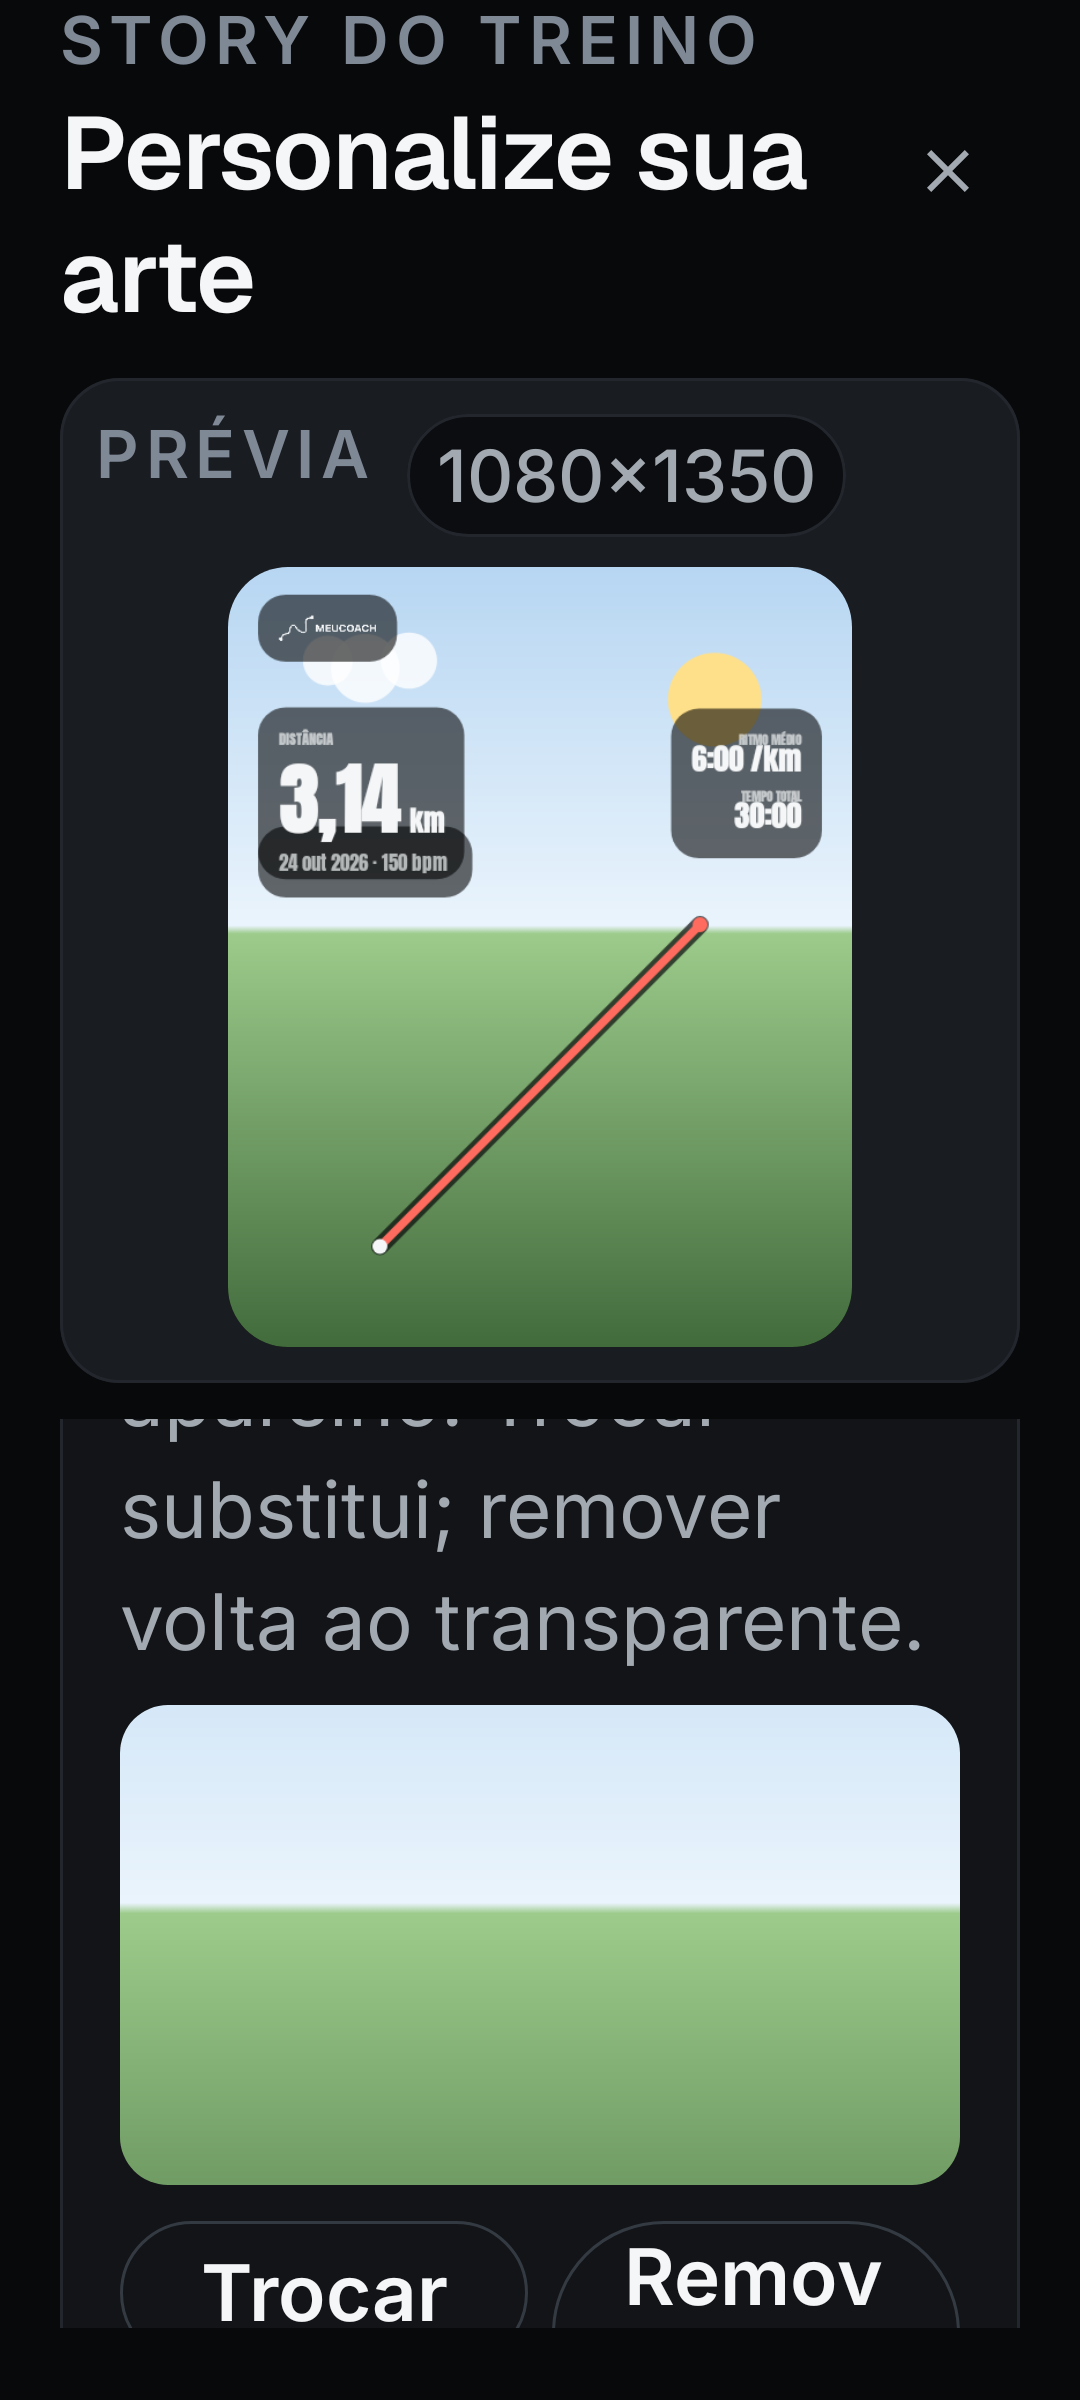 STORY DO TREINO
Personalize sua
arte
×
PRÉVIA
1080×1350
MEUCOACH
DISTÂNCIA
3,14 km
24 out 2026 · 150 bpm
RITMO MÉDIO
6:00 /km
TEMPO TOTAL
30:00
substitui; remover
volta ao transparente.
Trocar
Remov